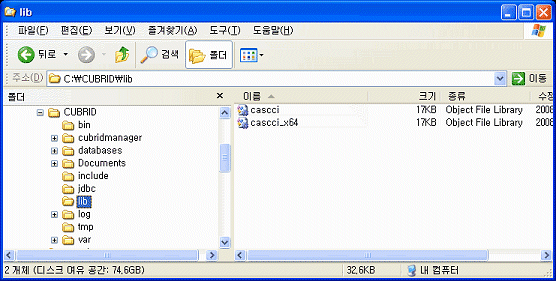 lib
파일(F) 편집(E) 보기(V) 즐겨찾기(A) 도구(T) 도움말(H)
뒤로 검색 폴더
주소(D) C:₩CUBRID₩lib 이동
폴더 이름 크기 종류 수정
CUBRID cascci 17KB Object File Library 2008
bin cascci_x64 17KB Object File Library 2008
cubridmanager
databases
Documents
include
jdbc
lib
log
tmp
var
2 개체 (디스크 여유 공간: 74,6GB) 32,6KB 내 컴퓨터